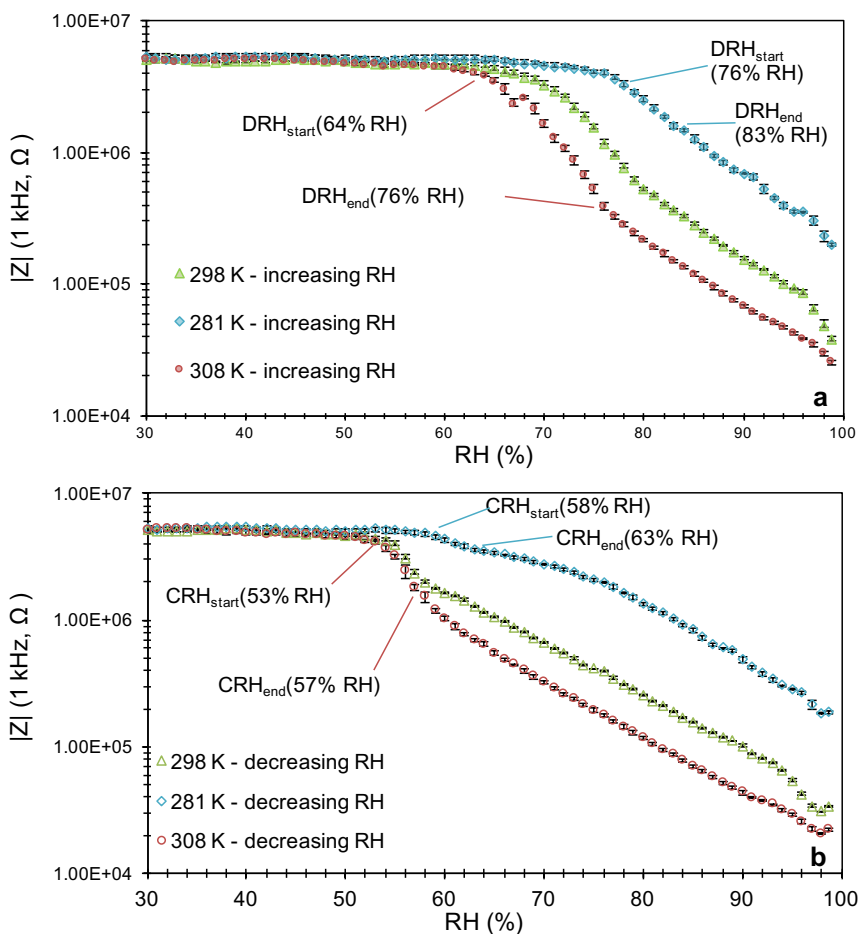 1.00E+07
1.00E+06
1.00E+05
1.00E+04
|Z| (1 kHz, Ω)
DRHstart
(76% RH)
DRHend
(83% RH)
DRHstart(64% RH)
DRHend(76% RH)
298 K - increasing RH
281 K - increasing RH
308 K - increasing RH
a
30 40 50 60 70 80 90 100
RH (%)
1.00E+07
1.00E+06
1.00E+05
1.00E+04
|Z| (1 kHz, Ω)
CRHstart(58% RH)
CRHend(63% RH)
CRHstart(53% RH)
CRHend(57% RH)
298 K - decreasing RH
281 K - decreasing RH
308 K - decreasing RH
b
30 40 50 60 70 80 90 100
RH (%)